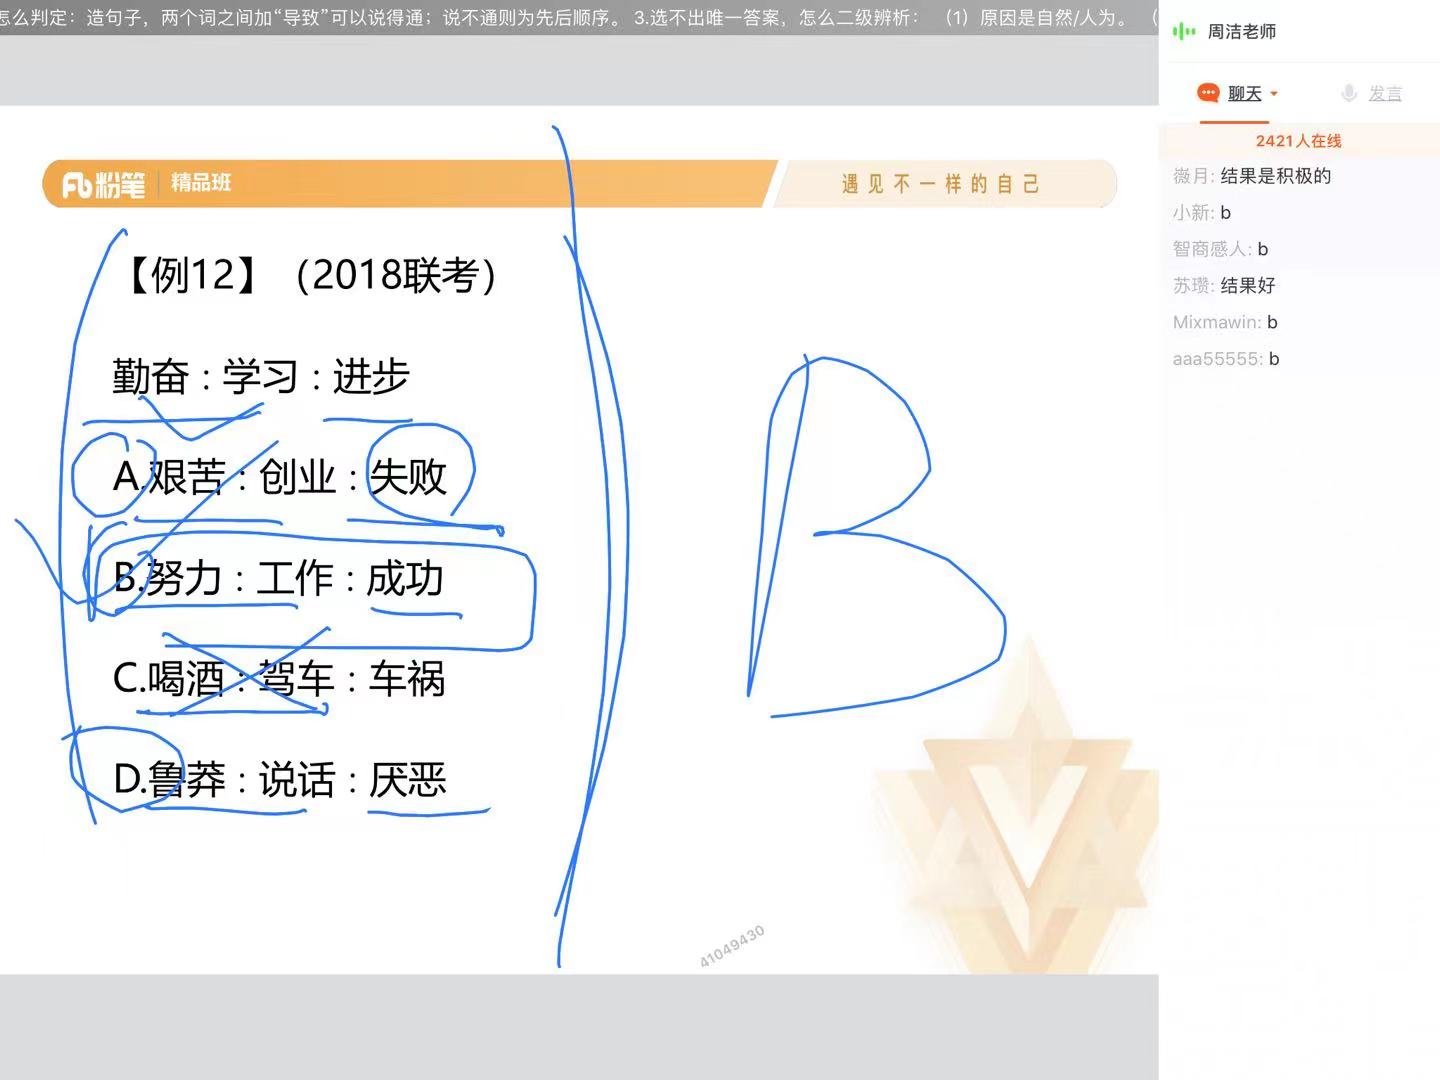 怎么判定：造句子，两个词之间加“导致”可以说得通；说不通则为先后顺序。 3.选不出唯一答案，怎么二级辨析： （1）原因是自然/人为。 （
周洁老师
聊天
发言
2421人在线
薇月: 结果是积极的
小新: b
智商感人: b
苏瓒: 结果好
Mixmawin: b
aaa55555: b
粉笔 精品班
遇见不一样的自己
【例12】（2018联考）
勤奋：学习：进步
A.艰苦：创业：失败
B.努力：工作：成功
C.喝酒：驾车：车祸
D.鲁莽：说话：厌恶
B
41049430